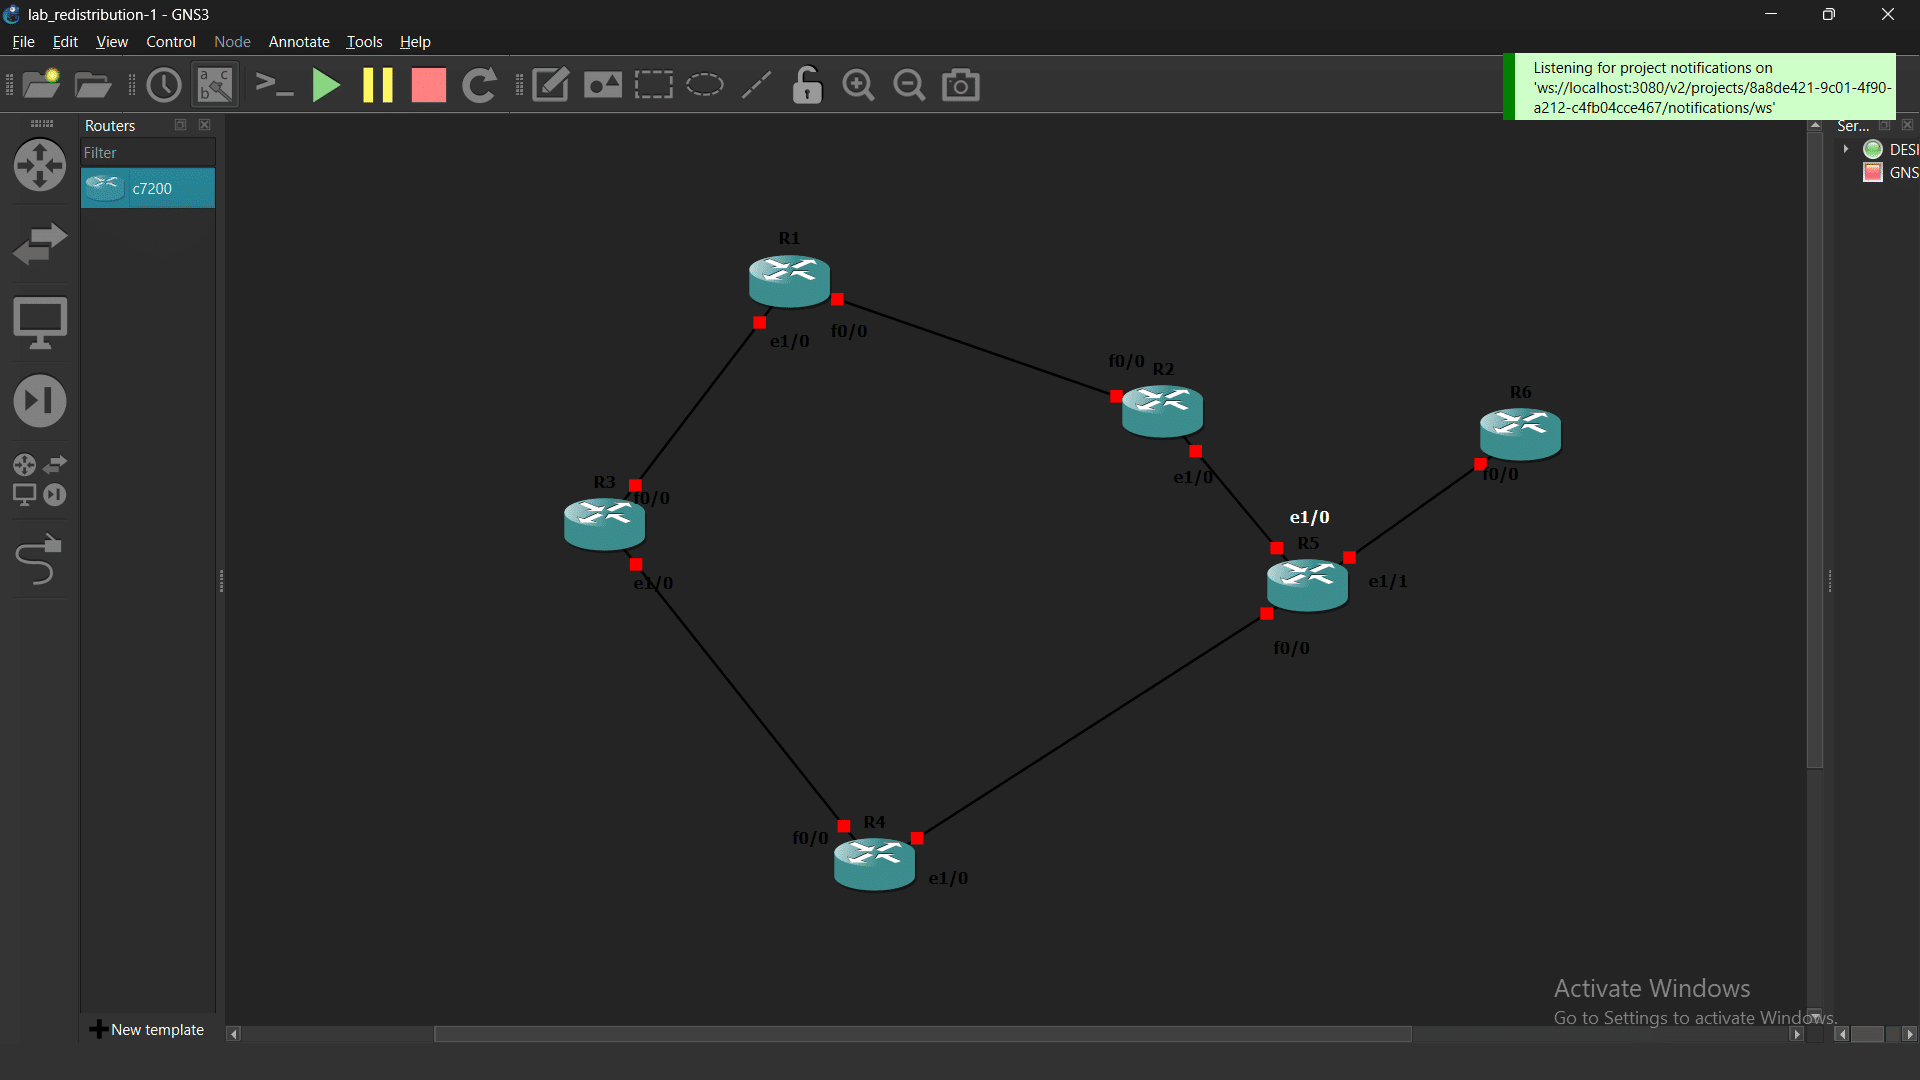 lab_redistribution-1 - GNS3
File Edit View Control Node Annotate Tools Help
a c
b
Listening for project notifications on
'ws://localhost:3080/v2/projects/8a8de421-9c01-4f90-
a212-c4fb04cce467/notifications/ws'
Routers
Ser...
Filter
DESI
c7200
GNS
R1
e1/0
f0/0
f0/0
R2
e1/0
R6
f0/0
R3
f0/0
e1/0
e1/0
R5
e1/1
f0/0
R4
f0/0
e1/0
Activate Windows
Go to Settings to activate Windows.
New template